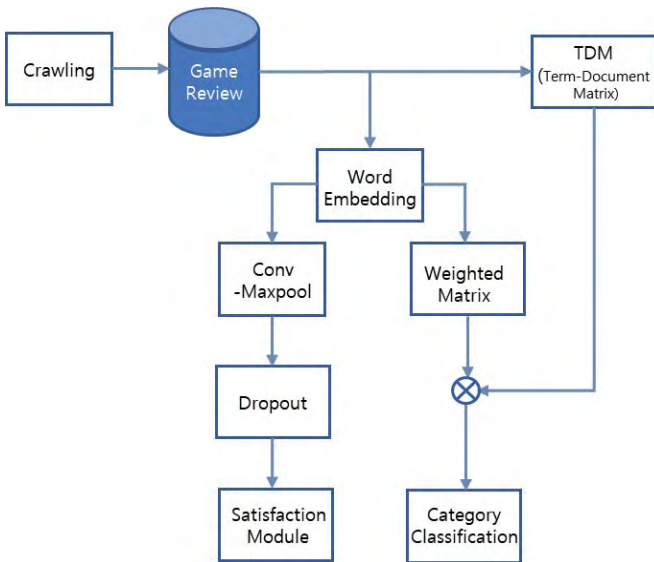 Crawling
Game
Review
TDM
(Term-Document
Matrix)
Word
Embedding
Conv
-Maxpool
Weighted
Matrix
Dropout
Satisfaction
Module
Category
Classification